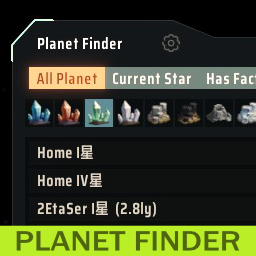 Planet Finder
All Planet Current Star Has Fact
Home I星
Home IV星
2EtaSer I星 (2.8ly)
PLANET FINDER